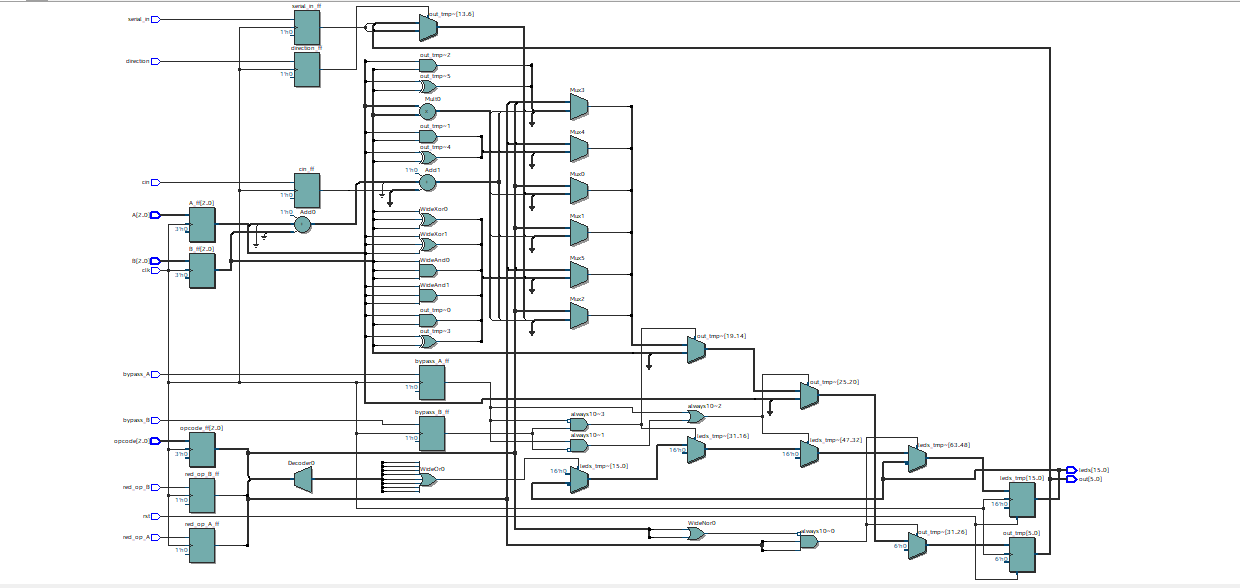 serial_in
serial_in_ff
1'h0
out_tmp~[13.6]
direction
direction_ff
1'h0
out_tmp~2
out_tmp~5
Mult0
out_tmp~1
out_tmp~4
1'h0
Add1
Mux3
Mux4
Mux0
Mux1
Mux5
Mux2
cin
cin_ff
1'h0
A[2.0]
A_ff[2.0]
3'h0
1'h0
Add0
B[2.0]
B_ff[2.0]
3'h0
clk
WideXor0
WideXor1
WideAnd0
WideAnd1
out_tmp~0
out_tmp~3
out_tmp~[19.14]
bypass_A
bypass_A_ff
1'h0
out_tmp~[25.20]
bypass_B
bypass_B_ff
1'h0
always10~3
always10~1
always10~2
opcode[2.0]
opcode_ff[2.0]
3'h0
leds_tmp~[31.16]
16'h0
leds_tmp~[47.32]
16'h0
leds_tmp~[63.48]
Decoder0
WideOr0
leds_tmp~[15.0]
16'h0
red_op_B
red_op_B_ff
1'h0
leds[15.0]
out[5.0]
leds_tmp[15.0]
16'h0
rst
red_op_A
red_op_A_ff
1'h0
WideNor0
always10~0
out_tmp~[31.26]
6'h0
out_tmp[5.0]
6'h0